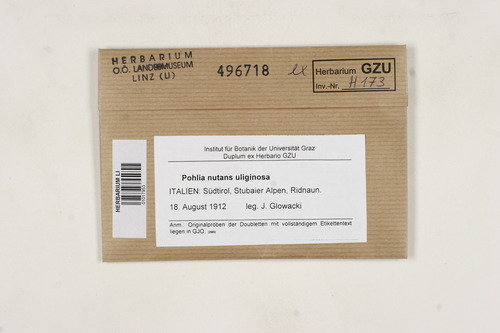 HERBARIUM
O.Ö. LANDESMUSEUM
LINZ (U)
496718 ex
Herbarium GZU
Inv.-Nr. H 173
Institut für Botanik der Universität Graz
Duplum ex Herbario GZU
Pohlia nutans uliginosa
ITALIEN: Südtirol, Stubaier Alpen, Ridnaun.
18. August 1912 leg. J. Glowacki
Anm.: Originalproben der Doubletten mit vollständigem Etikettentext
liegen in GJO.
HERBARIUM LI